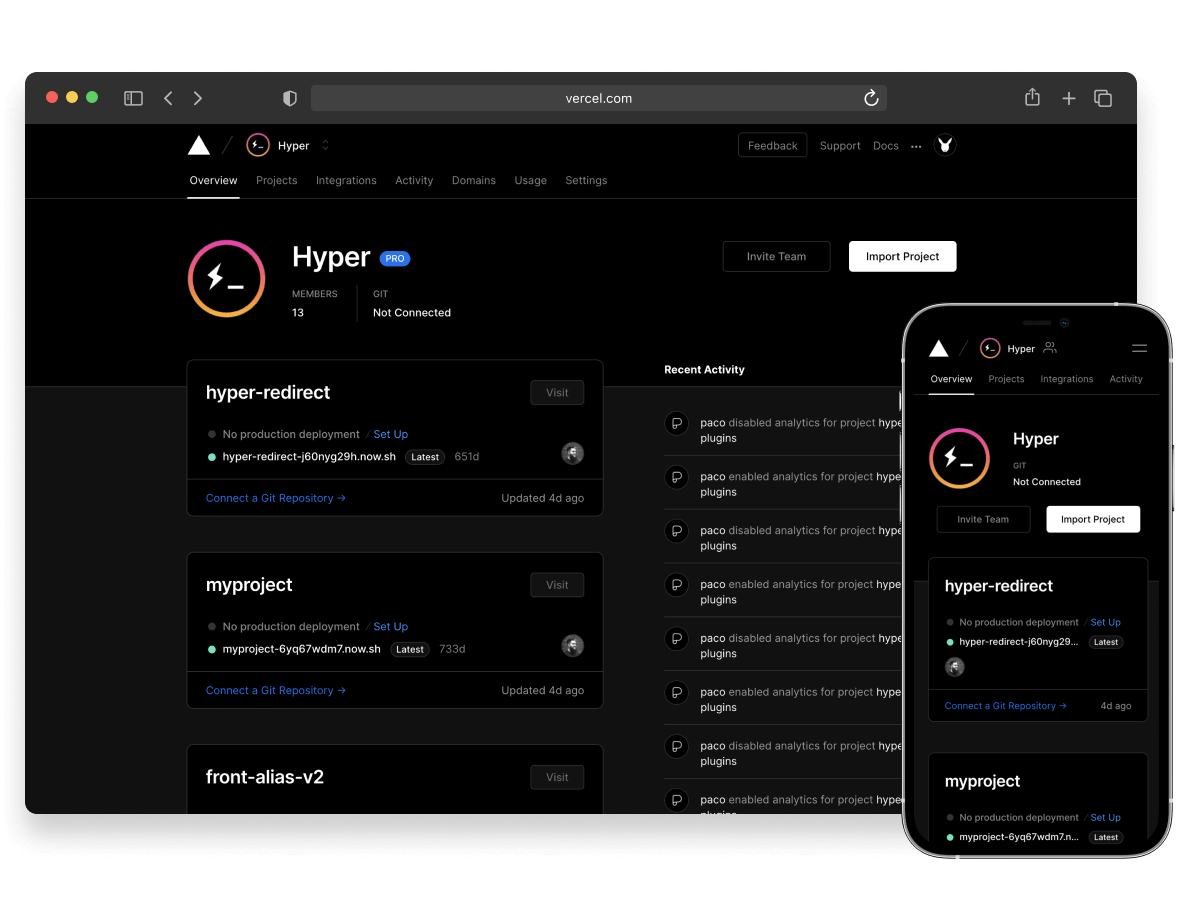 vercel.com
Hyper
Feedback Support Docs
Overview Projects Integrations Activity Domains Usage Settings
Hyper PRO
MEMBERS GIT
13 Not Connected
Invite Team Import Project
hyper-redirect Visit
No production deployment / Set Up
hyper-redirect-j60nyg29h.now.sh Latest 651d
Connect a Git Repository → Updated 4d ago
myproject Visit
No production deployment / Set Up
myproject-6yq67wdm7.now.sh Latest 733d
Connect a Git Repository → Updated 4d ago
front-alias-v2 Visit
Recent Activity
paco disabled analytics for project hype
plugins
paco enabled analytics for project hype
plugins
paco disabled analytics for project hype
plugins
paco enabled analytics for project hype
plugins
paco disabled analytics for project hype
plugins
paco enabled analytics for project hype
plugins
paco disabled analytics for project hype
plugins
paco enabled analytics for project hype
plugins
Hyper
Overview Projects Integrations Activity
Hyper
GIT
Not Connected
Invite Team Import Project
hyper-redirect
No production deployment / Set Up
hyper-redirect-j60nyg29... Latest
Connect a Git Repository → 4d ago
myproject
No production deployment / Set Up
myproject-6yq67wdm7.n... Latest